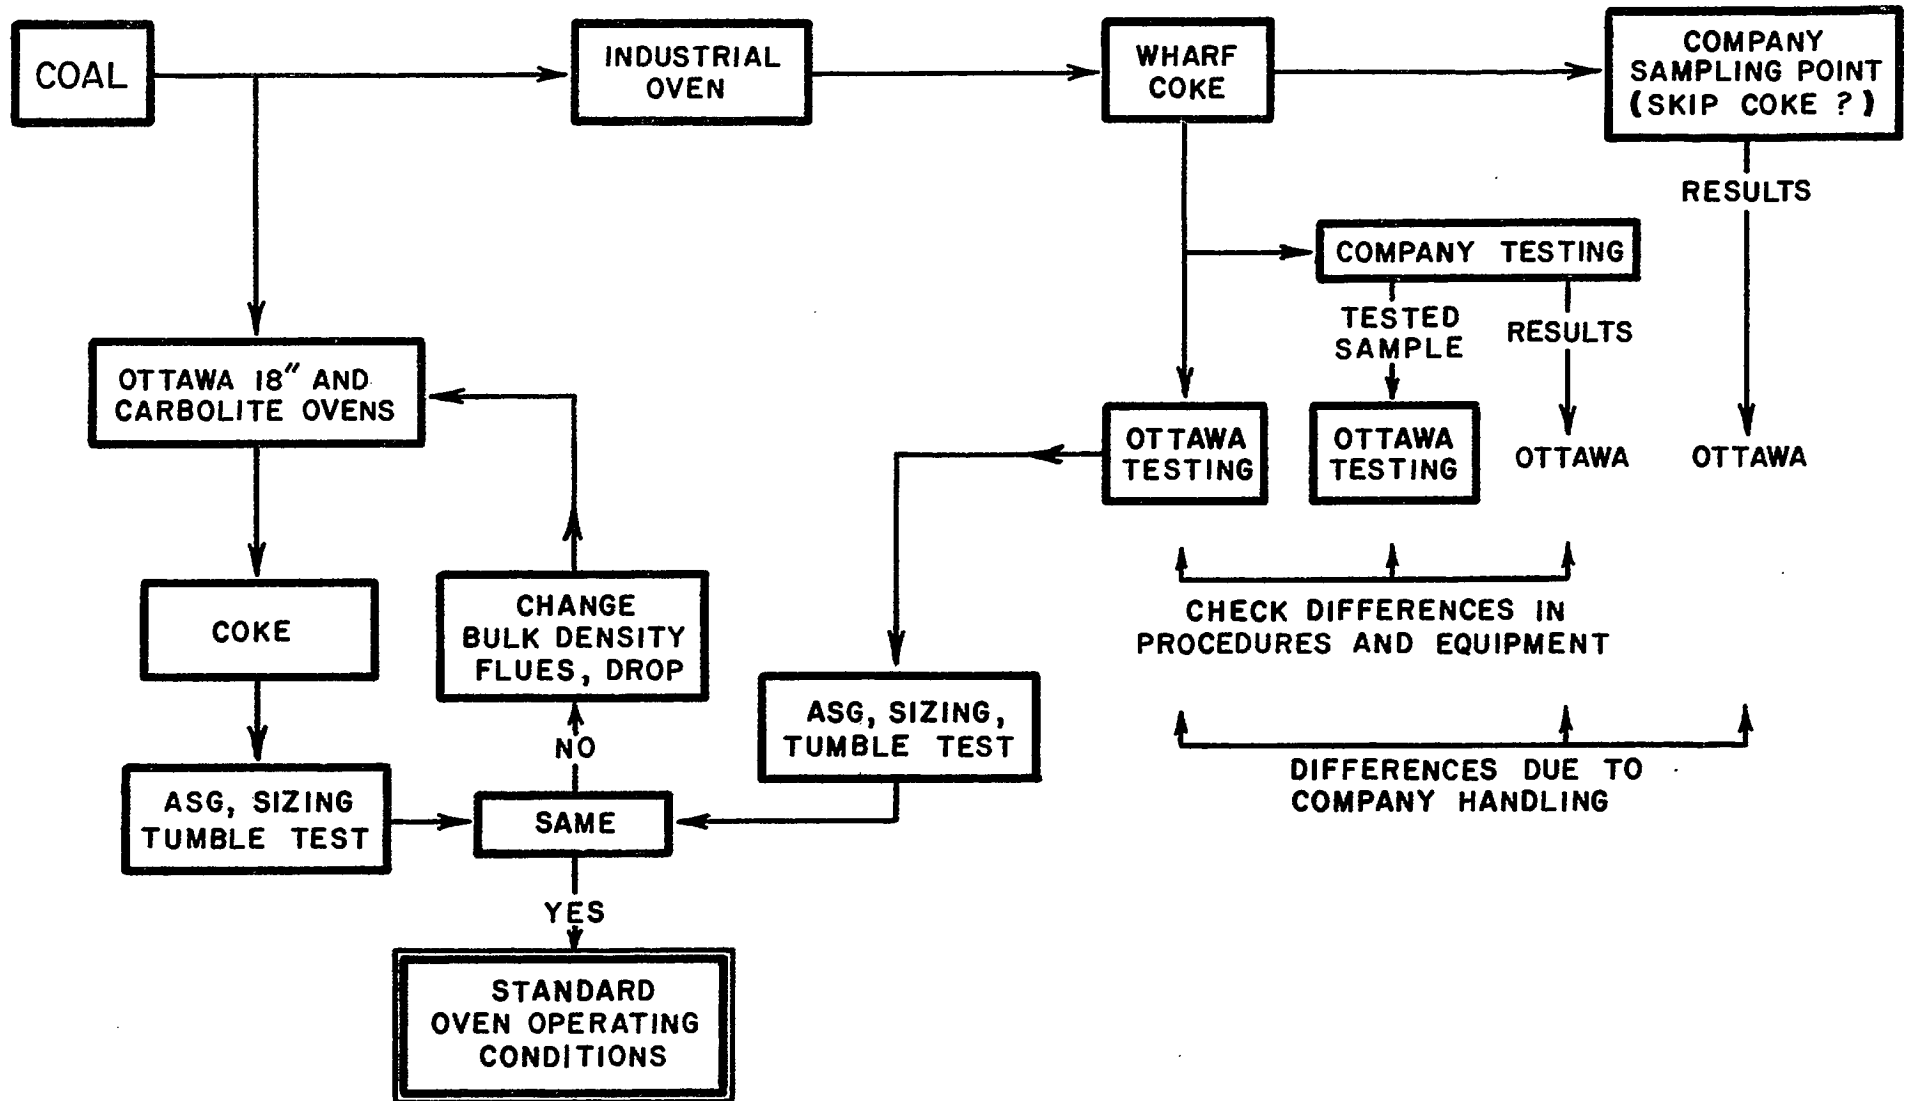 COAL
INDUSTRIAL
OVEN
WHARF
COKE
COMPANY
SAMPLING POINT
(SKIP COKE ?)
RESULTS
COMPANY TESTING
TESTED
SAMPLE
RESULTS
OTTAWA 18″ AND
CARBOLITE OVENS
OTTAWA
TESTING
OTTAWA
TESTING
OTTAWA
OTTAWA
COKE
CHANGE
BULK DENSITY
FLUES, DROP
CHECK DIFFERENCES IN
PROCEDURES AND EQUIPMENT
ASG, SIZING,
TUMBLE TEST
NO
DIFFERENCES DUE TO
COMPANY HANDLING
ASG, SIZING
TUMBLE TEST
SAME
YES
STANDARD
OVEN OPERATING
CONDITIONS